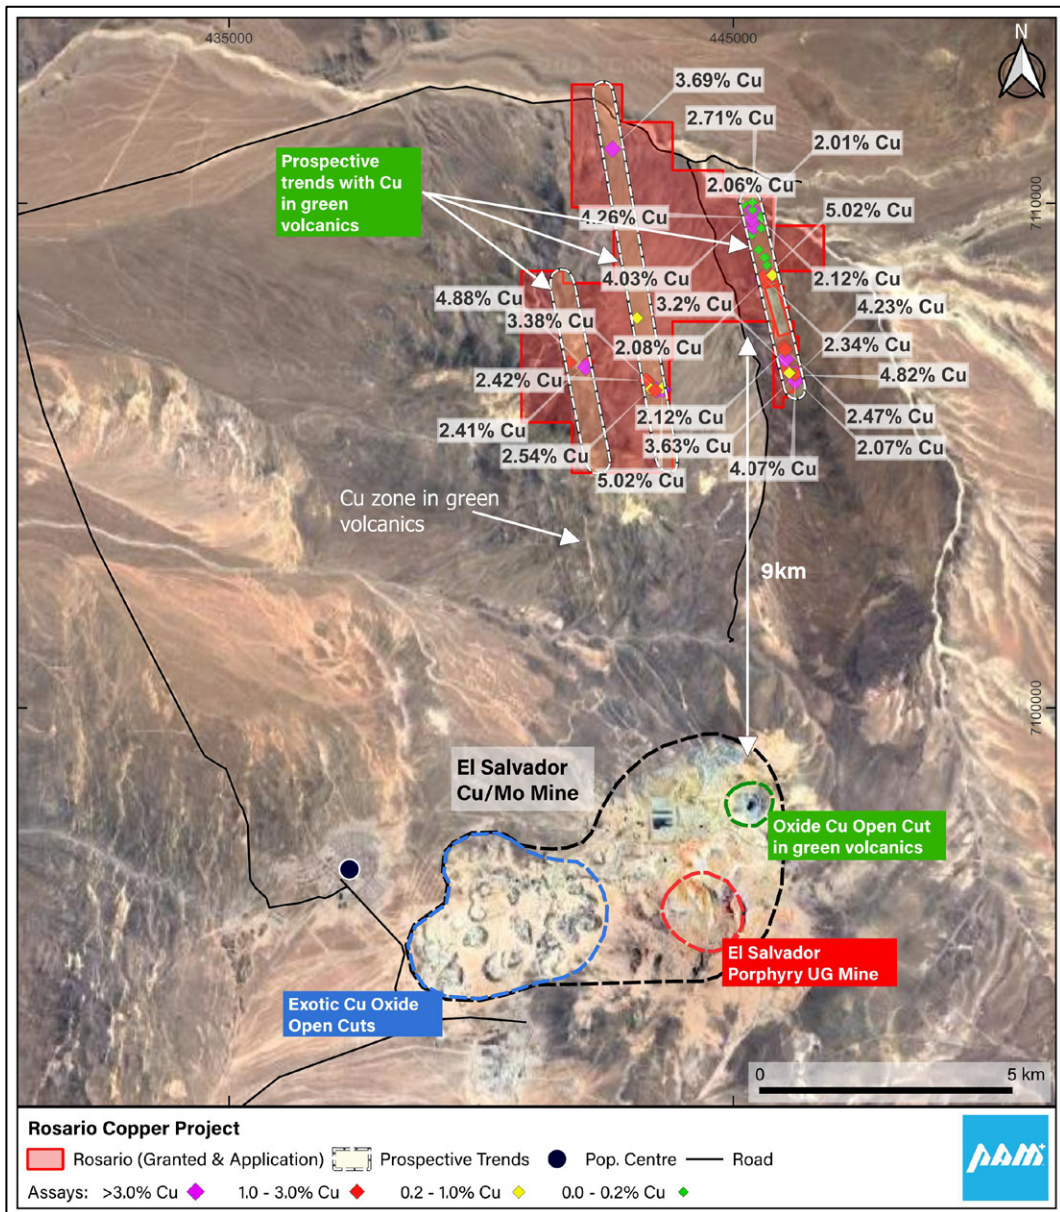 435000
445000
N
3.69% Cu
2.71% Cu
2.01% Cu
Prospective
trends with Cu
in green
volcanics
2.06% Cu
7110000
4.26% Cu
5.02% Cu
4.03% Cu
2.12% Cu
4.88% Cu
3.2% Cu
4.23% Cu
3.38% Cu
2.08% Cu
2.34% Cu
2.42% Cu
4.82% Cu
2.12% Cu
2.47% Cu
2.41% Cu
3.63% Cu
2.07% Cu
2.54% Cu
4.07% Cu
5.02% Cu
Cu zone in green
volcanics
9km
7100000
El Salvador
Cu/Mo Mine
Oxide Cu Open Cut
in green volcanics
El Salvador
Porphyry UG Mine
Exotic Cu Oxide
Open Cuts
0 5 km
Rosario Copper Project
Rosario (Granted & Application) Prospective Trends Pop. Centre Road
Assays: >3.0% Cu 1.0 - 3.0% Cu 0.2 - 1.0% Cu 0.0 - 0.2% Cu
PAM+